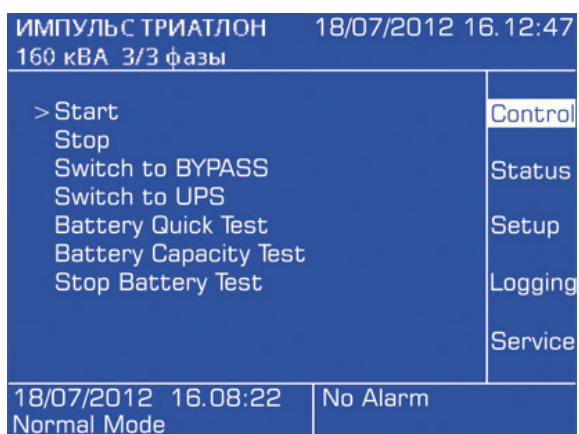 ИМПУЛЬС ТРИАТЛОН 18/07/2012 16.12:47
160 кВА 3/3 фазы
> Start
Stop
Switch to BYPASS
Switch to UPS
Battery Quick Test
Battery Capacity Test
Stop Battery Test
Control
Status
Setup
Logging
Service
18/07/2012 16.08:22
Normal Mode
No Alarm